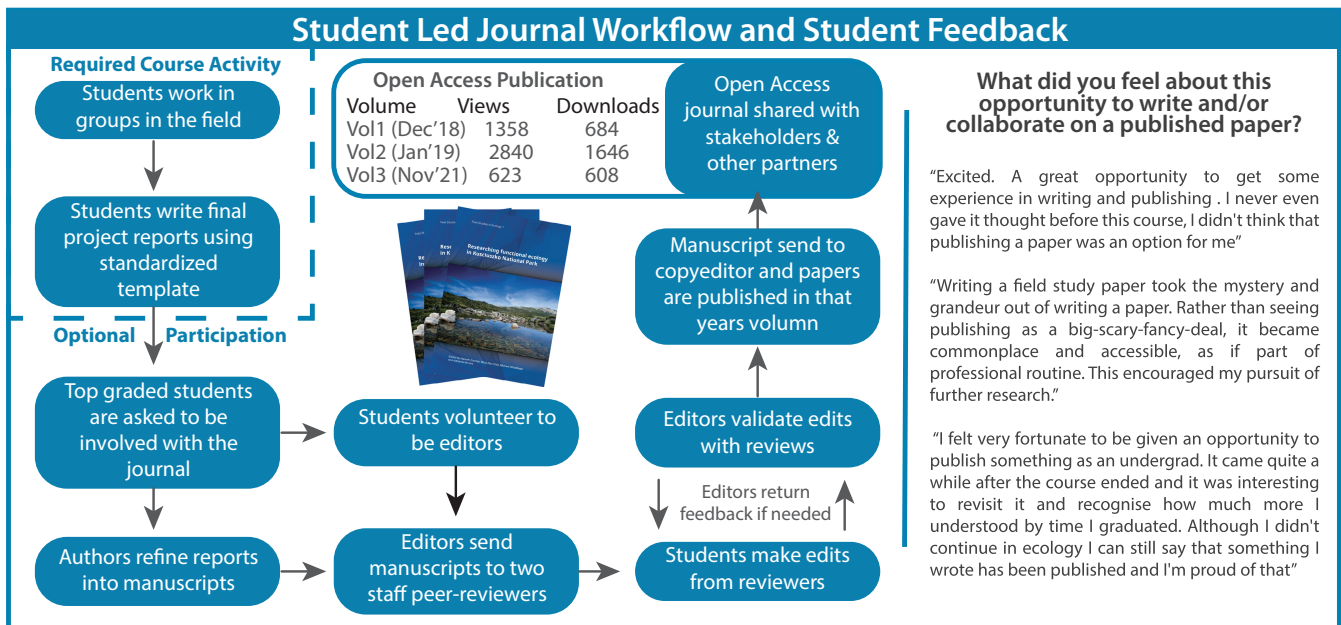 Student Led Journal Workflow and Student Feedback
Required Course Activity
Students work in
groups in the field
Students write final
project reports using
standardized
template
Optional Participation
Top graded students
are asked to be
involved with the
journal
Authors refine reports
into manuscripts
Students volunteer to
be editors
Editors send
manuscripts to two
staff peer-reviewers
Students make edits
from reviewers
Editors return
feedback if needed
Editors validate edits
with reviews
Manuscript send to
copyeditor and papers
are published in that
years volumn
Open Access
journal shared with
stakeholders &
other partners
Open Access Publication
Volume Views Downloads
Vol1 (Dec'18) 1358 684
Vol2 (Jan'19) 2840 1646
Vol3 (Nov'21) 623 608
Researching functional ecology
in Kosciuszko National Park
What did you feel about this
opportunity to write and/or
collaborate on a published paper?
“Excited. A great opportunity to get some
experience in writing and publishing . I never even
gave it thought before this course, I didn't think that
publishing a paper was an option for me”
“Writing a field study paper took the mystery and
grandeur out of writing a paper. Rather than seeing
publishing as a big-scary-fancy-deal, it became
commonplace and accessible, as if part of
professional routine. This encouraged my pursuit of
further research.”
“I felt very fortunate to be given an opportunity to
publish something as an undergrad. It came quite a
while after the course ended and it was interesting
to revisit it and recognise how much more I
understood by time I graduated. Although I didn't
continue in ecology I can still say that something I
wrote has been published and I'm proud of that”